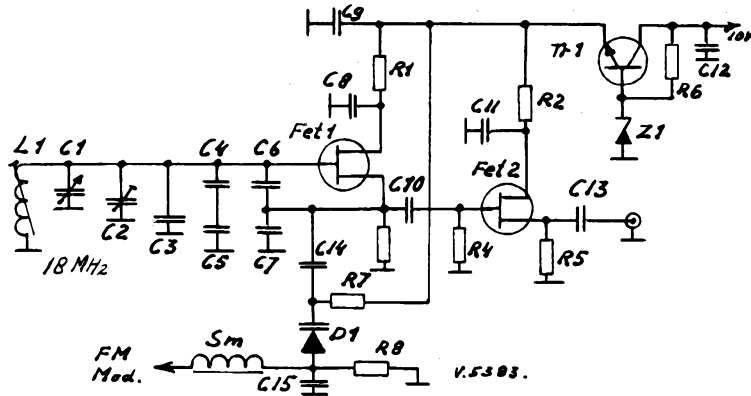 C9
Tr1
10V
C12
R6
R1
C8
R2
C11
Z1
Fet1
Fet2
L1
C1
C4
C6
C10
C13
C2
C3
C5
C7
C14
R4
R5
18 MHz
R7
D1
Sm
R8
FM
Mod.
C15
V.5383.